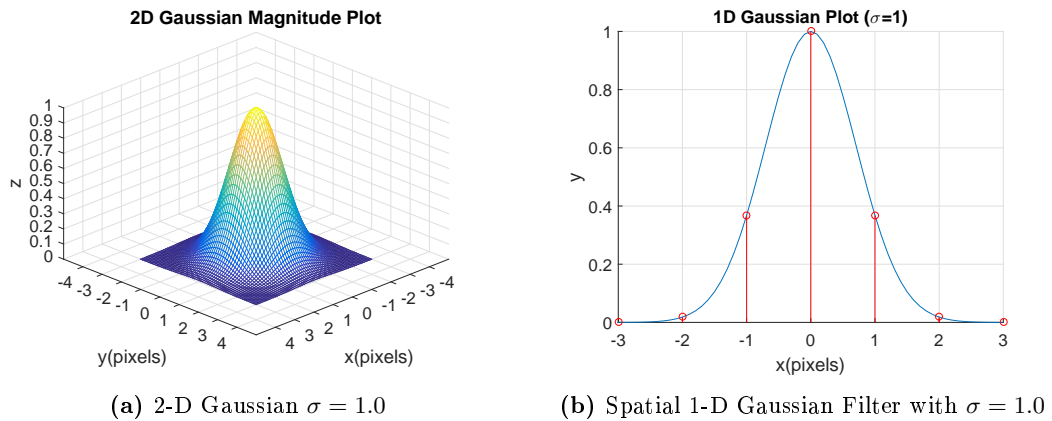 2D Gaussian Magnitude Plot
1
0.9
0.8
0.7
0.6
0.5
0.4
0.3
0.2
0.1
0
z
-4 -3 -2 -1 0 1 2 3 4
y(pixels)
4 3 2 1 0 -1 -2 -3 -4
x(pixels)
(a) 2-D Gaussian σ = 1.0
1D Gaussian Plot (σ=1)
1
0.8
0.6
0.4
0.2
0
y
-3 -2 -1 0 1 2 3
x(pixels)
(b) Spatial 1-D Gaussian Filter with σ = 1.0